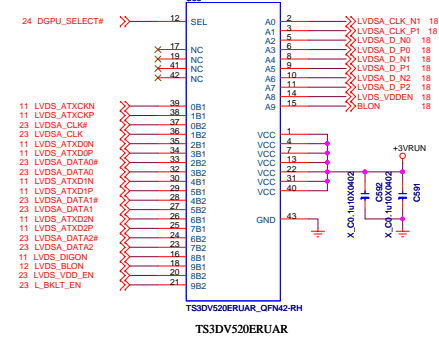 24 DGPU_SELECT# 12 SEL A0 2 LVDSA_CLK_N1 18
A1 3 LVDSA_CLK_P1 18
A2 5 LVDSA_D_N0 18
17 NC A3 6 LVDSA_D_P0 18
19 NC A4 8 LVDSA_D_N1 18
41 NC A5 9 LVDSA_D_P1 18
42 NC A6 10 LVDSA_D_N2 18
A7 11 LVDSA_D_P2 18
A8 14 LVDS_VDDEN 18
11 LVDS_ATXCKN 39 0B1 A9 15 BLON 18
11 LVDS_ATXCKP 38 1B1
23 LVDSA_CLK# 37 0B2
23 LVDSA_CLK 36 1B2 VCC 1
11 LVDS_ATXD0N 35 2B1 VCC 4
11 LVDS_ATXD0P 34 3B1 VCC 7
23 LVDSA_DATA0# 33 2B2 VCC 13
23 LVDSA_DATA0 32 3B2 VCC 22
11 LVDS_ATXD1N 30 4B1 VCC 31
11 LVDS_ATXD1P 29 5B1 VCC 40
23 LVDSA_DATA1# 28 4B2
23 LVDSA_DATA1 27 5B2
11 LVDS_ATXD2N 26 6B1 GND 43
11 LVDS_ATXD2P 25 7B1
23 LVDSA_DATA2# 24 6B2
23 LVDSA_DATA2 23 7B2
11 LVDS_DIGON 16 8B1
12 LVDS_BLON 18 9B1
23 LVDS_VDD_EN 20 8B2
23 L_BKLT_EN 21 9B2
+3VRUN
X_C0.1u10X0402
C592
X_C0.1u10X0402
C591
TS3DV520ERUAR_QFN42-RH
TS3DV520ERUAR